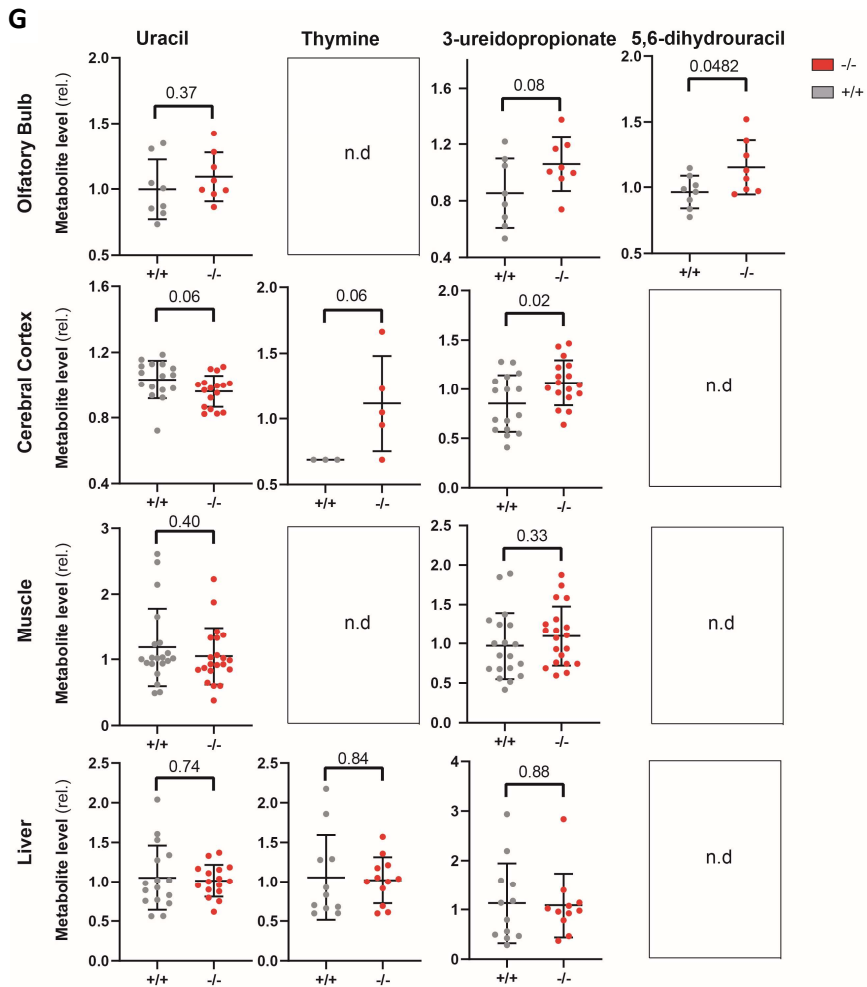 G
Uracil Thymine 3-ureidopropionate 5,6-dihydrouracil
-/-
+/+
Olfatory Bulb
Metabolite level (rel.)
2.0 1.5 1.0 0.5
0.37
+/+ -/-
n.d
1.6 1.2 0.8 0.4
0.08
+/+ -/-
2.0 1.5 1.0 0.5
0.0482
+/+ -/-
Cerebral Cortex
Metabolite level (rel.)
1.6 1.2 0.8 0.4
0.06
+/+ -/-
2.0 1.5 1.0 0.5
0.06
+/+ -/-
2.0 1.5 1.0 0.5 0.0
0.02
+/+ -/-
n.d
Muscle
Metabolite level (rel.)
3 2 1 0
0.40
+/+ -/-
n.d
2.5 2.0 1.5 1.0 0.5 0.0
0.33
+/+ -/-
n.d
Liver
Metabolite level (rel.)
2.5 2.0 1.5 1.0 0.5 0.0
0.74
+/+ -/-
2.5 2.0 1.5 1.0 0.5 0.0
0.84
+/+ -/-
4 3 2 1 0
0.88
+/+ -/-
n.d